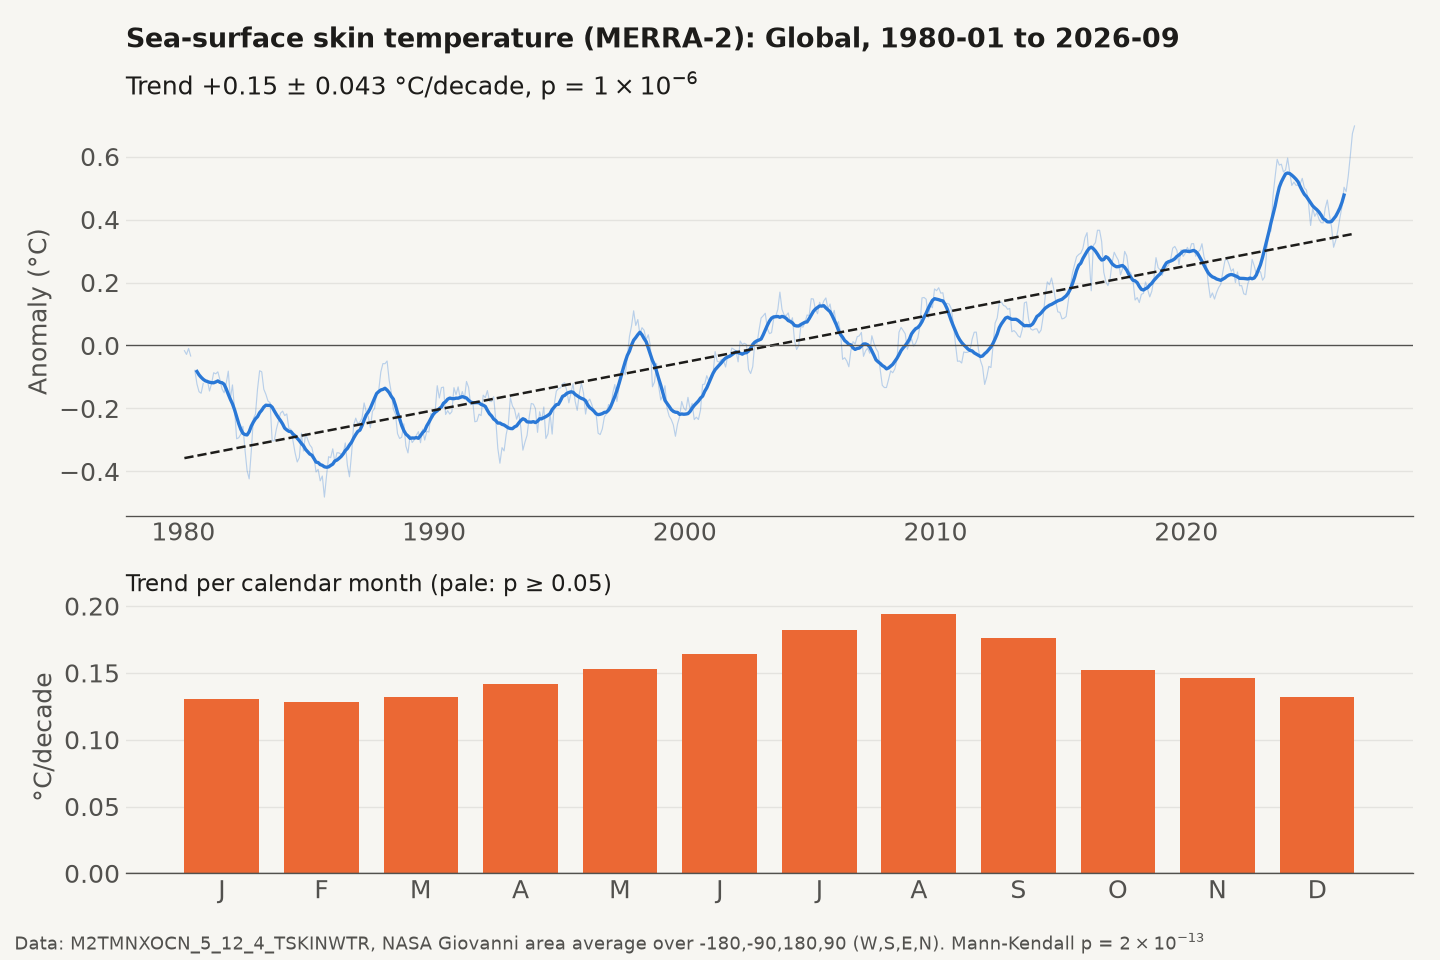 Sea-surface skin temperature (MERRA-2): Global, 1980-01 to 2026-09
Trend +0.15 ± 0.043 °C/decade, p = 1 × 10⁻⁶
Anomaly (°C)
0.6
0.4
0.2
0.0
−0.2
−0.4
1980 1990 2000 2010 2020
Trend per calendar month (pale: p ≥ 0.05)
°C/decade
0.20
0.15
0.10
0.05
0.00
J F M A M J J A S O N D
Data: M2TMNXOCN_5_12_4_TSKINWTR, NASA Giovanni area average over -180,-90,180,90 (W,S,E,N). Mann-Kendall p = 2 × 10⁻¹³